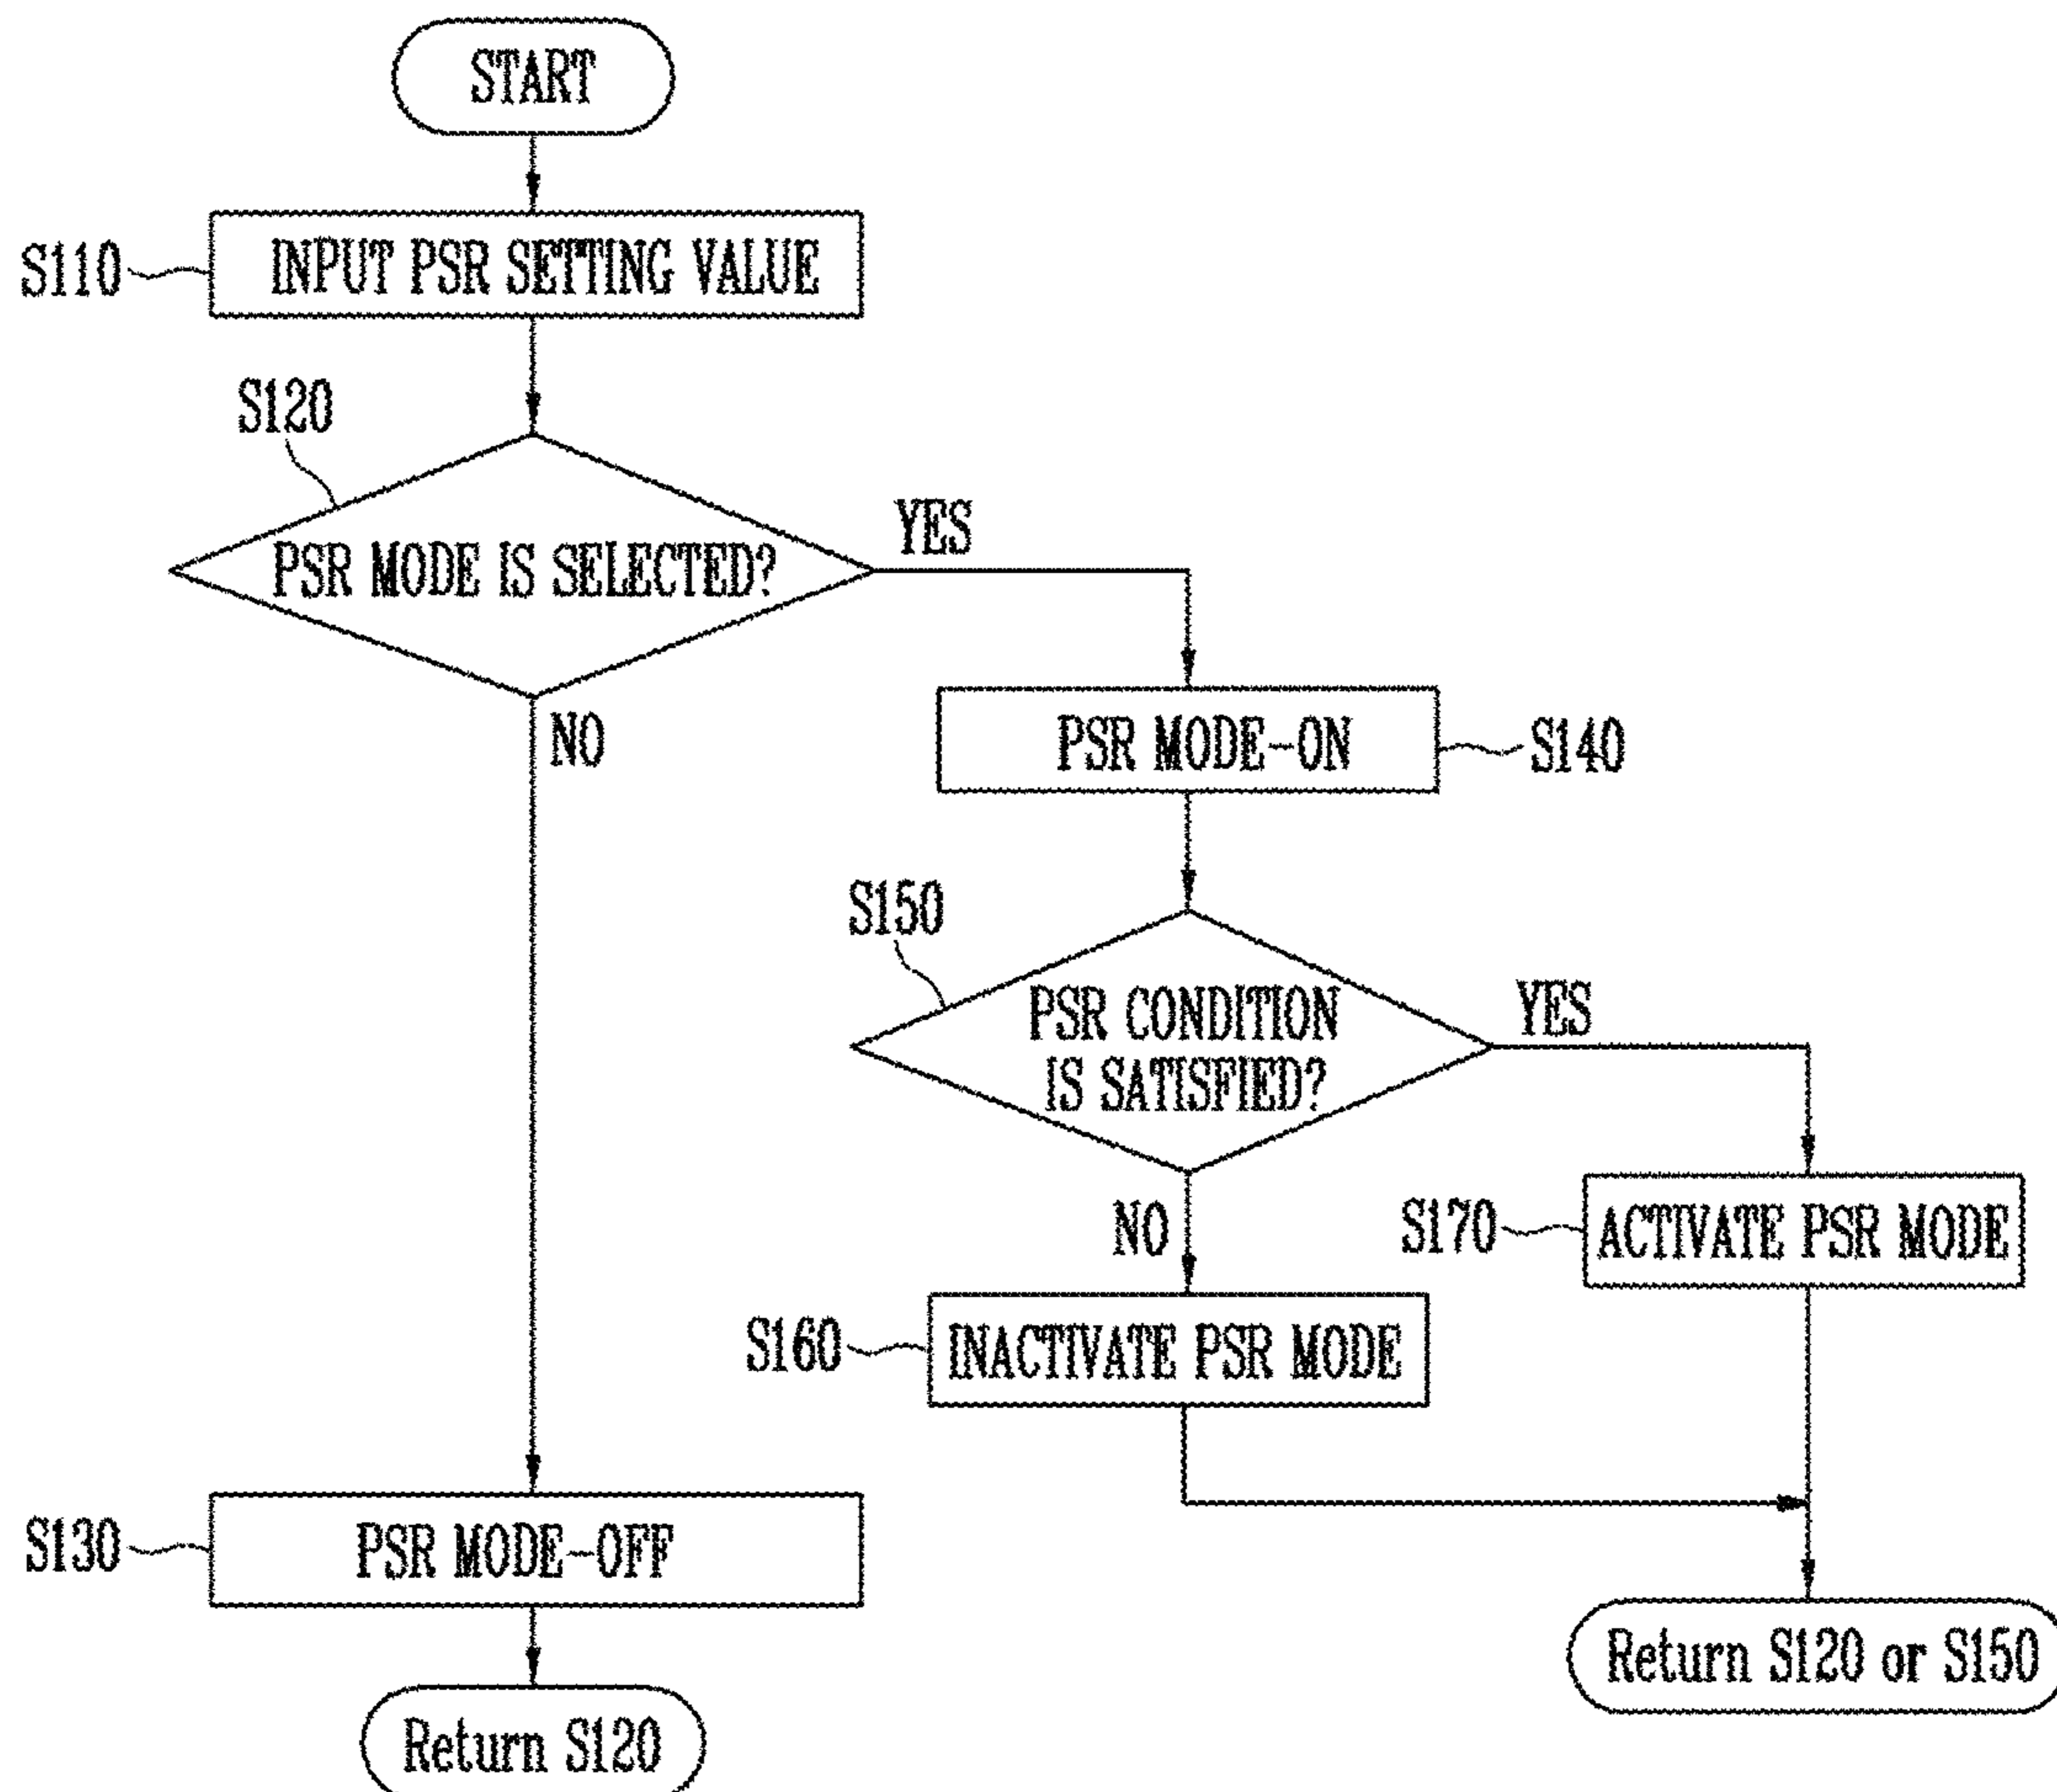 START
S110
INPUT PSR SETTING VALUE
S120
PSR MODE IS SELECTED?
YES
NO
PSR MODE-ON
S140
S150
PSR CONDITION
IS SATISFIED?
YES
NO
S170
ACTIVATE PSR MODE
S160
INACTIVATE PSR MODE
S130
PSR MODE-OFF
Return S120 or S150
Return S120